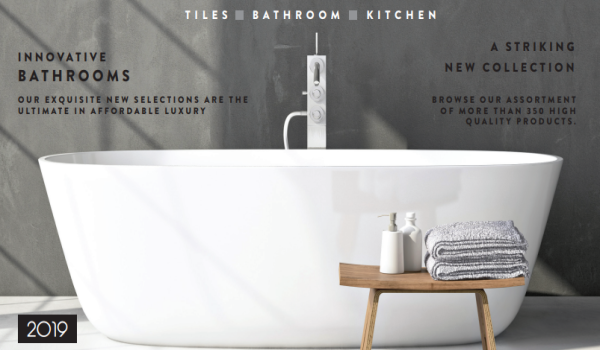 TILES BATHROOM KITCHEN
INNOVATIVE
BATHROOMS
OUR EXQUISITE NEW SELECTIONS ARE THE
ULTIMATE IN AFFORDABLE LUXURY
A STRIKING
NEW COLLECTION
BROWSE OUR ASSORTMENT
OF MORE THAN 350 HIGH
QUALITY PRODUCTS.
2019